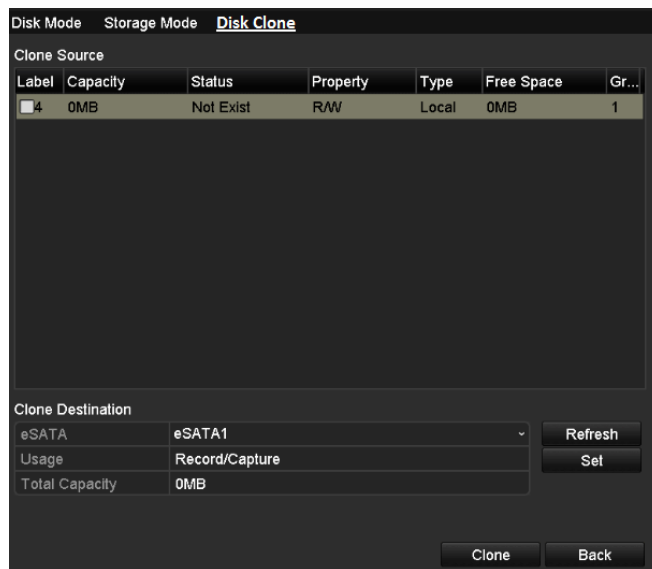 Disk Mode Storage Mode Disk Clone
Clone Source
Label Capacity Status Property Type Free Space Gr...
4 0MB Not Exist R/W Local 0MB 1
Clone Destination
eSATA eSATA1 Refresh
Usage Record/Capture Set
Total Capacity 0MB
Clone Back